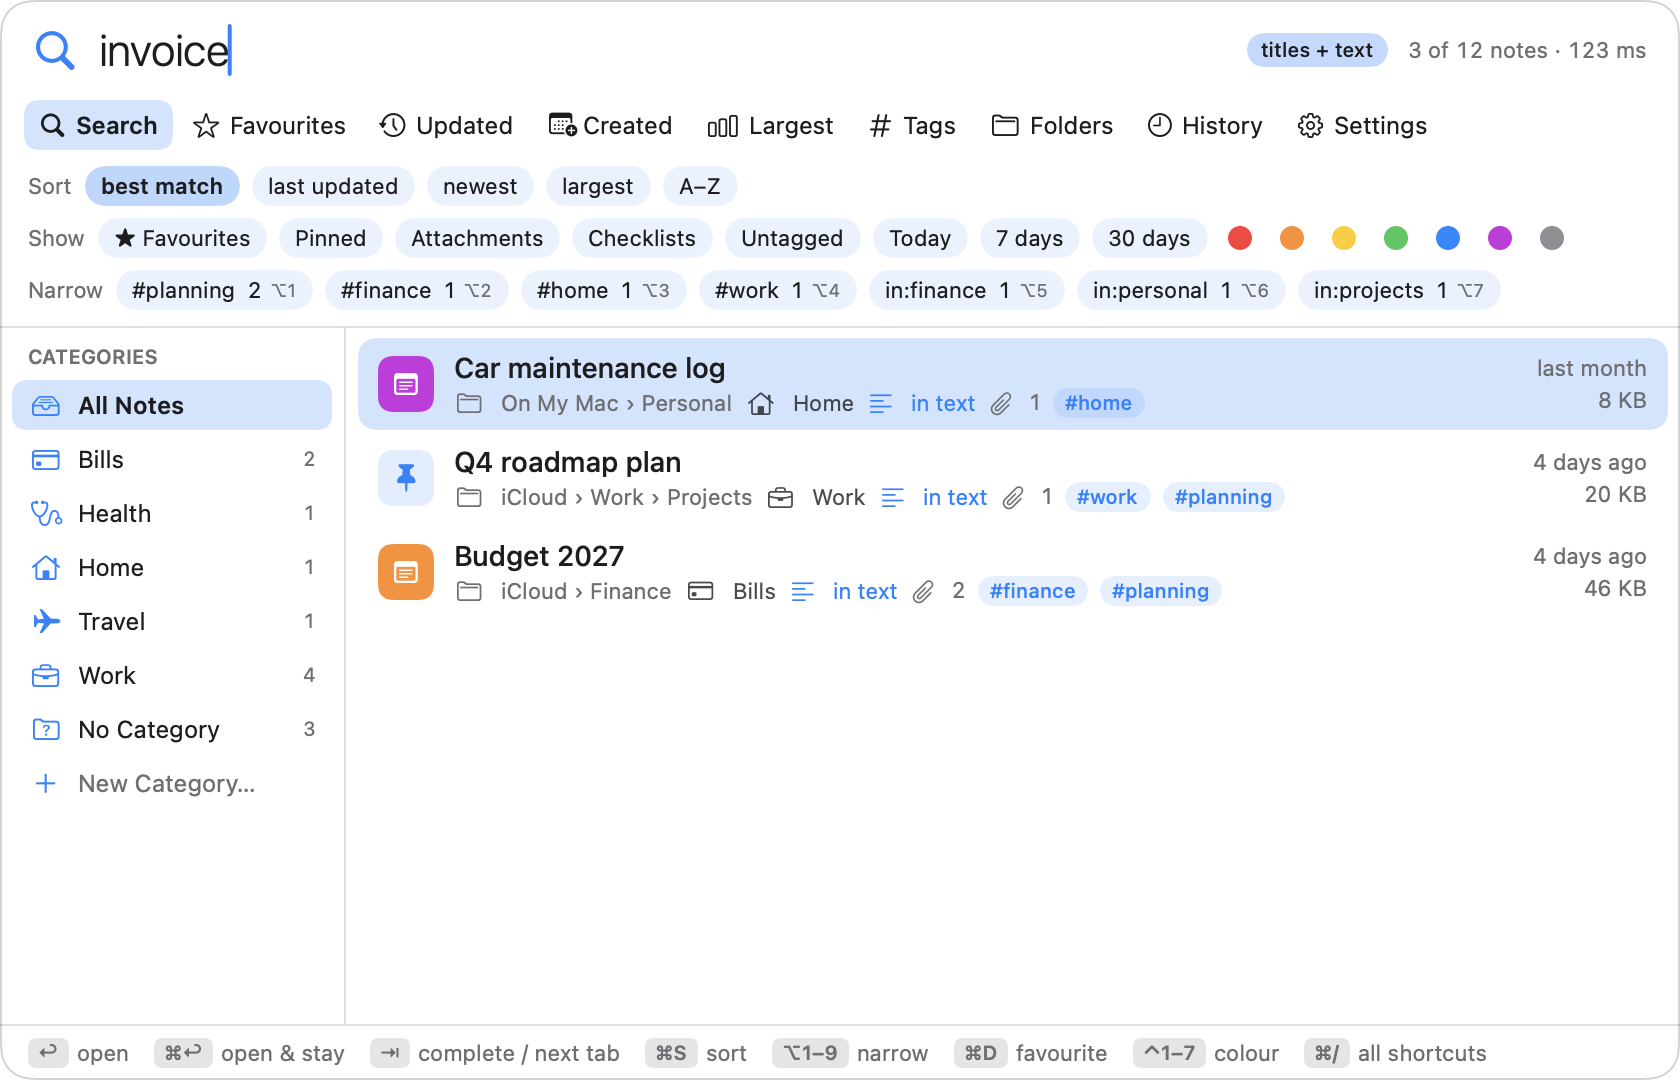 invoice
titles + text 3 of 12 notes · 123 ms
Search Favourites Updated Created Largest # Tags Folders History Settings
Sort best match last updated newest largest A–Z
Show ★ Favourites Pinned Attachments Checklists Untagged Today 7 days 30 days
Narrow #planning 2 ⌥1 #finance 1 ⌥2 #home 1 ⌥3 #work 1 ⌥4 in:finance 1 ⌥5 in:personal 1 ⌥6 in:projects 1 ⌥7
CATEGORIES
All Notes
Bills 2
Health 1
Home 1
Travel 1
Work 4
No Category 3
+ New Category...
Car maintenance log last month
On My Mac › Personal Home in text 1 #home 8 KB
Q4 roadmap plan 4 days ago
iCloud › Work › Projects Work in text 1 #work #planning 20 KB
Budget 2027 4 days ago
iCloud › Finance Bills in text 2 #finance #planning 46 KB
↩ open ⌘↩ open & stay ⇥ complete / next tab ⌘S sort ⌥1–9 narrow ⌘D favourite ^1–7 colour ⌘/ all shortcuts